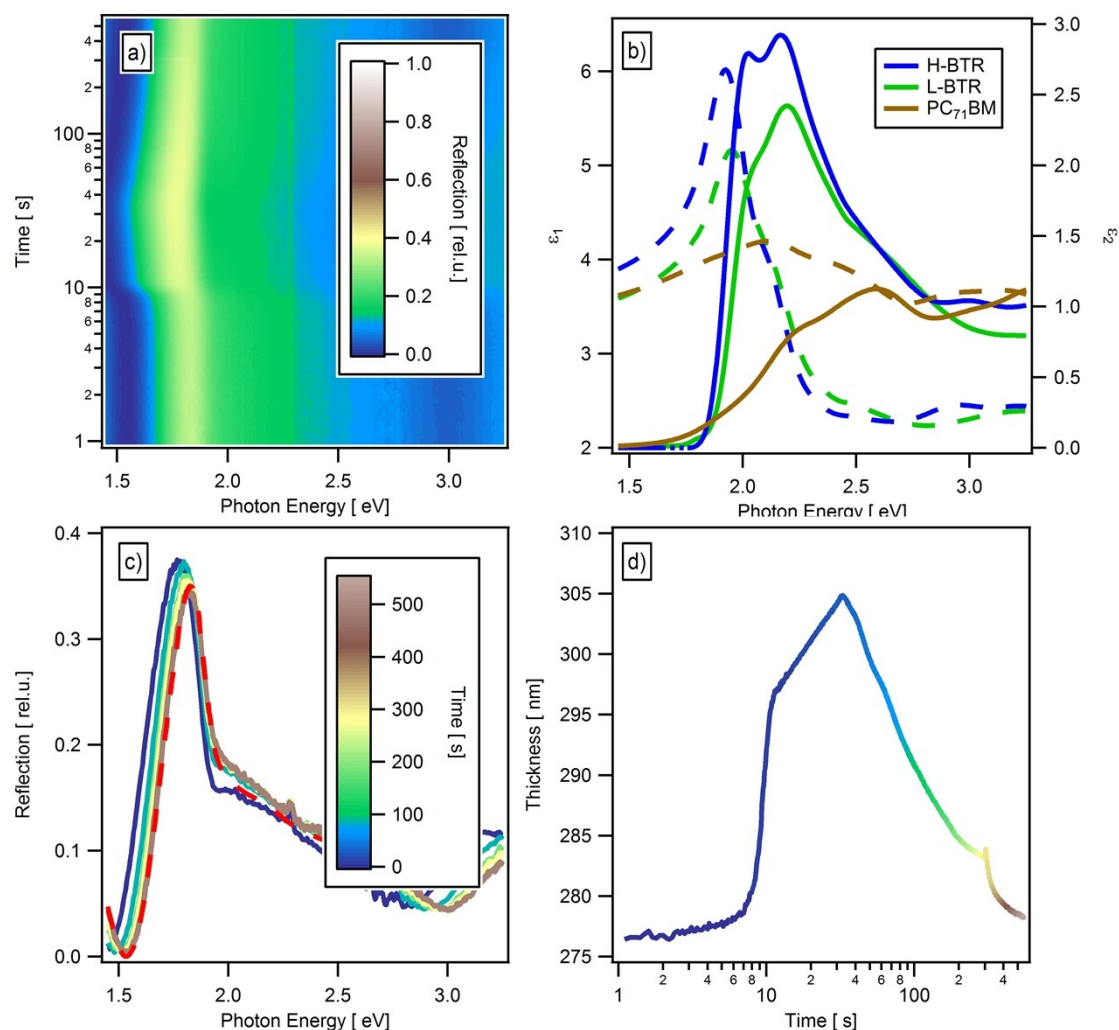 a)
4
2
100
8
6
4
2
10
8
6
4
2
1
Time [ s]
1.5 2.0 2.5 3.0
Photon Energy [ eV]
1.0
0.8
0.6
0.4
0.2
0.0
Reflection [ rel.u.]
b)
H-BTR
L-BTR
PC71BM
6
5
4
3
2
ε1
3.0
2.5
2.0
1.5
1.0
0.5
0.0
ε2
1.5 2.0 2.5 3.0
Photon Energy [ eV]
c)
0.4
0.3
0.2
0.1
0.0
Reflection [ rel.u.]
500
400
300
200
100
0
Time [ s]
1.5 2.0 2.5 3.0
Photon Energy [ eV]
d)
310
305
300
295
290
285
280
275
Thickness [ nm]
1 2 4 6 8 10 2 4 6 8 100 2 4
Time [ s]